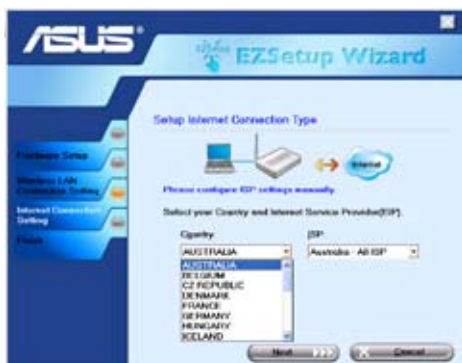 ASUS
EZSetup Wizard
Setup Internet Connection Type
Hardware Setup
Wireless LAN
Connection Setting
Internet Connection
Setting
Finish
Internet
Please configure ISP settings manually.
Select your Country and Internet Service Provider(ISP).
Country:
ISP:
AUSTRALIA
Australia - All ISP
AUSTRALIA
BELGIUM
CZ REPUBLIC
DENMARK
FRANCE
GERMANY
HUNGARY
ICELAND
Next
Cancel